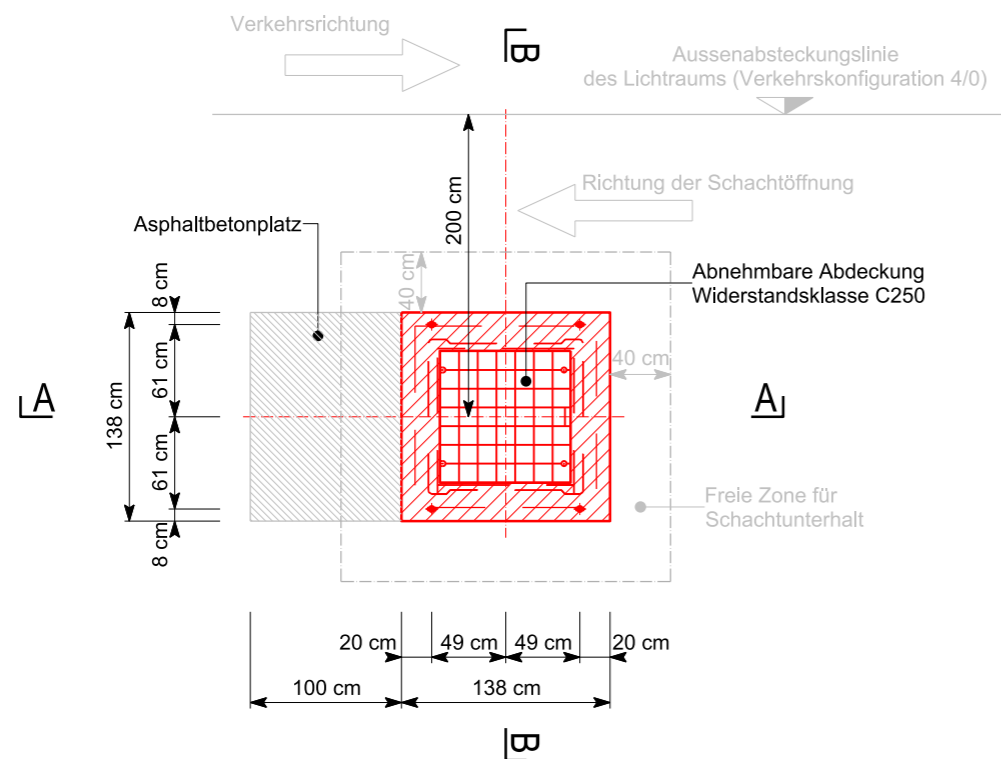 Verkehrsrichtung
B
Aussenabsteckungslinie
des Lichtraums (Verkehrskonfiguration 4/0)
Richtung der Schachtöffnung
200 cm
Asphaltbetonplatz
40 cm
Abnehmbare Abdeckung
Widerstandsklasse C250
8 cm
61 cm
138 cm
61 cm
8 cm
40 cm
A
A
Freie Zone für
Schachtunterhalt
20 cm
49 cm
49 cm
20 cm
100 cm
138 cm
B